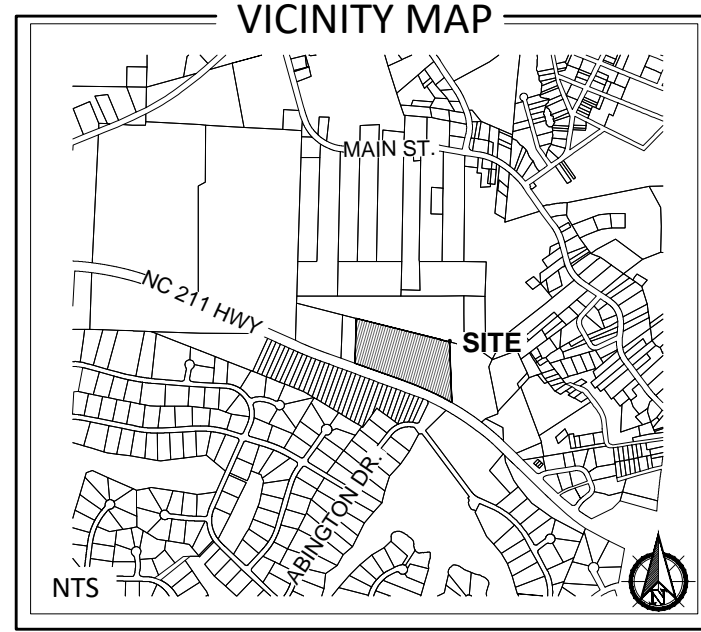 VICINITY MAP
MAIN ST.
NC 211 HWY
SITE
ABINGTON DR.
NTS
N